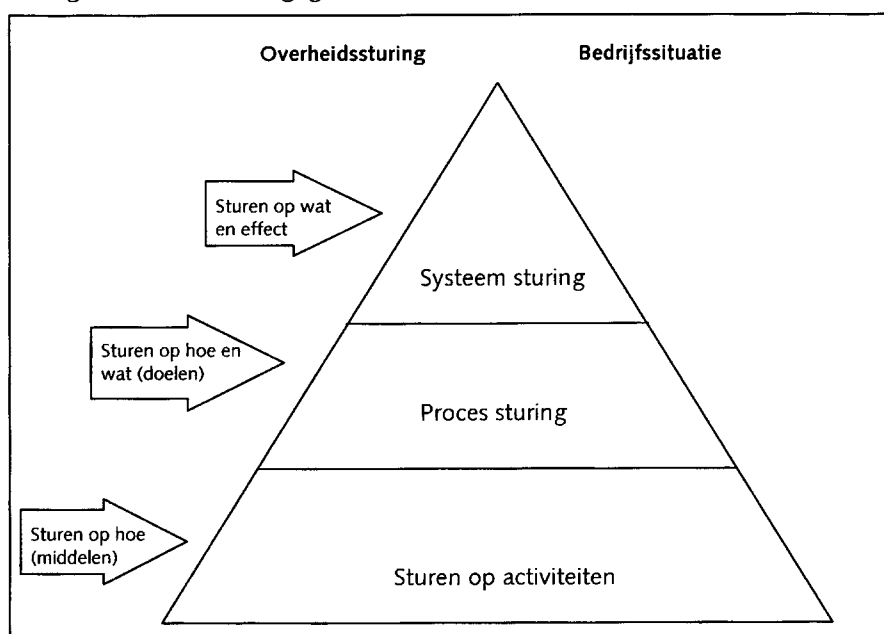 Overheidssturing Bedrijfssituatie
Sturen op wat
en effect
Systeem sturing
Sturen op hoe en
wat (doelen)
Proces sturing
Sturen op hoe
(middelen)
Sturen op activiteiten